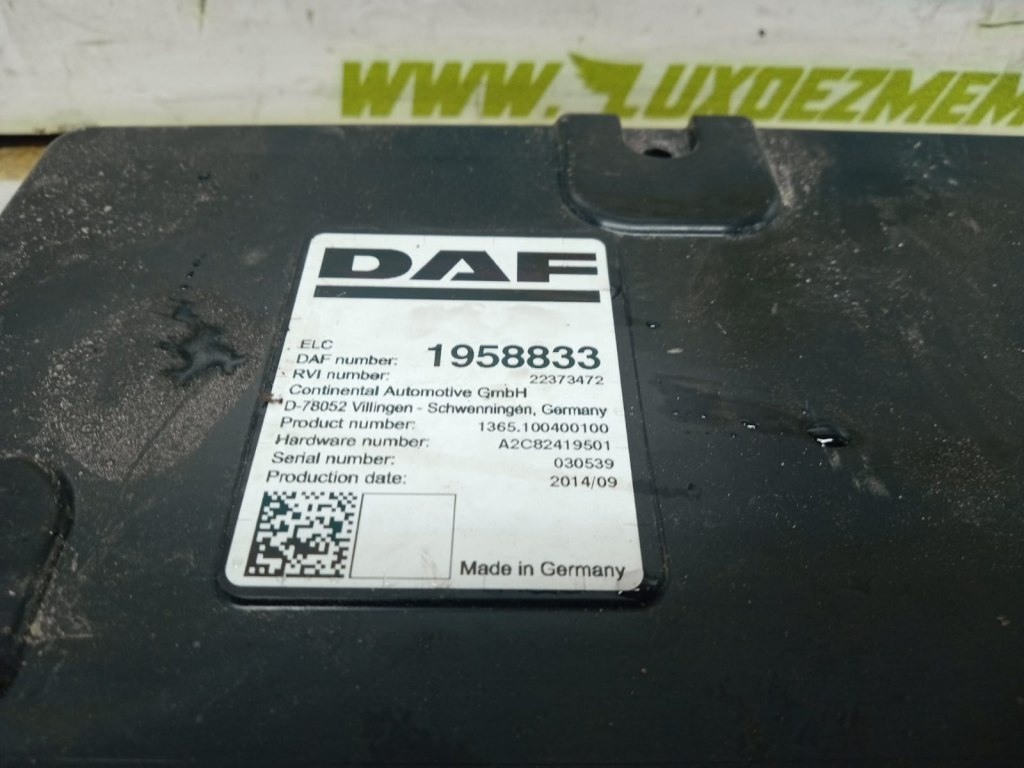 WWW.LUXDEZMEM
DAF
ELC
DAF number: 1958833
RVI number: 22373472
Continental Automotive GmbH
D-78052 Villingen - Schwenningen, Germany
Product number: 1365.100400100
Hardware number: A2C82419501
Serial number: 030539
Production date: 2014/09
Made in Germany